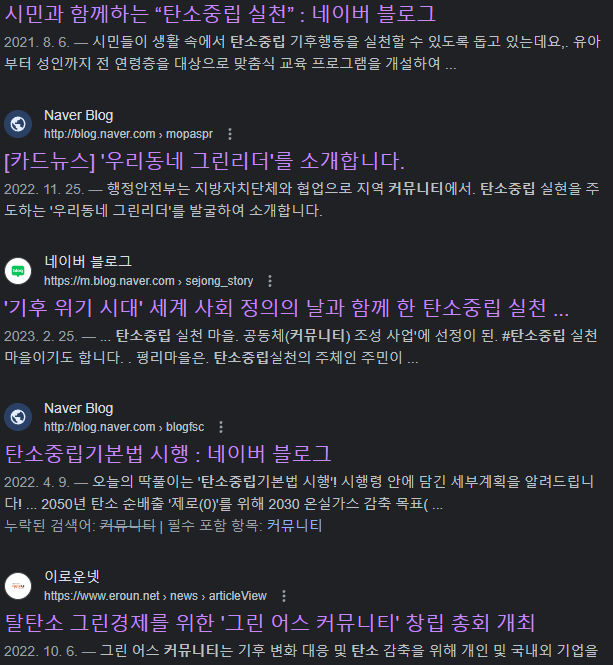 시민과 함께하는 “탄소중립 실천” : 네이버 블로그
2021. 8. 6. — 시민들이 생활 속에서 탄소중립 기후행동을 실천할 수 있도록 돕고 있는데요,. 유아
부터 성인까지 전 연령층을 대상으로 맞춤식 교육 프로그램을 개설하여 ...
Naver Blog
http://blog.naver.com › mopaspr
[카드뉴스] '우리동네 그린리더'를 소개합니다.
2022. 11. 25. — 행정안전부는 지방자치단체와 협업으로 지역 커뮤니티에서. 탄소중립 실현을 주
도하는 '우리동네 그린리더'를 발굴하여 소개합니다.
네이버 블로그
blog
https://m.blog.naver.com › sejong_story
'기후 위기 시대' 세계 사회 정의의 날과 함께 한 탄소중립 실천 ...
2023. 2. 25. — ... 탄소중립 실천 마을. 공동체(커뮤니티) 조성 사업'에 선정이 된. #탄소중립 실천
마을이기도 합니다. . 평리마을은. 탄소중립실천의 주체인 주민이 ...
Naver Blog
http://blog.naver.com › blogfsc
탄소중립기본법 시행 : 네이버 블로그
2022. 4. 9. — 오늘의 딱풀이는 '탄소중립기본법 시행'! 시행령 안에 담긴 세부계획을 알려드립니
다! ... 2050년 탄소 순배출 '제로(0)'를 위해 2030 온실가스 감축 목표( ...
누락된 검색어: 커뮤니티 | 필수 포함 항목: 커뮤니티
이로운넷
https://www.eroun.net › news › articleView
탈탄소 그린경제를 위한 '그린 어스 커뮤니티' 창립 총회 개최
2022. 10. 6. — 그린 어스 커뮤니티는 기후 변화 대응 및 탄소 감축을 위해 개인 및 국내외 기업을